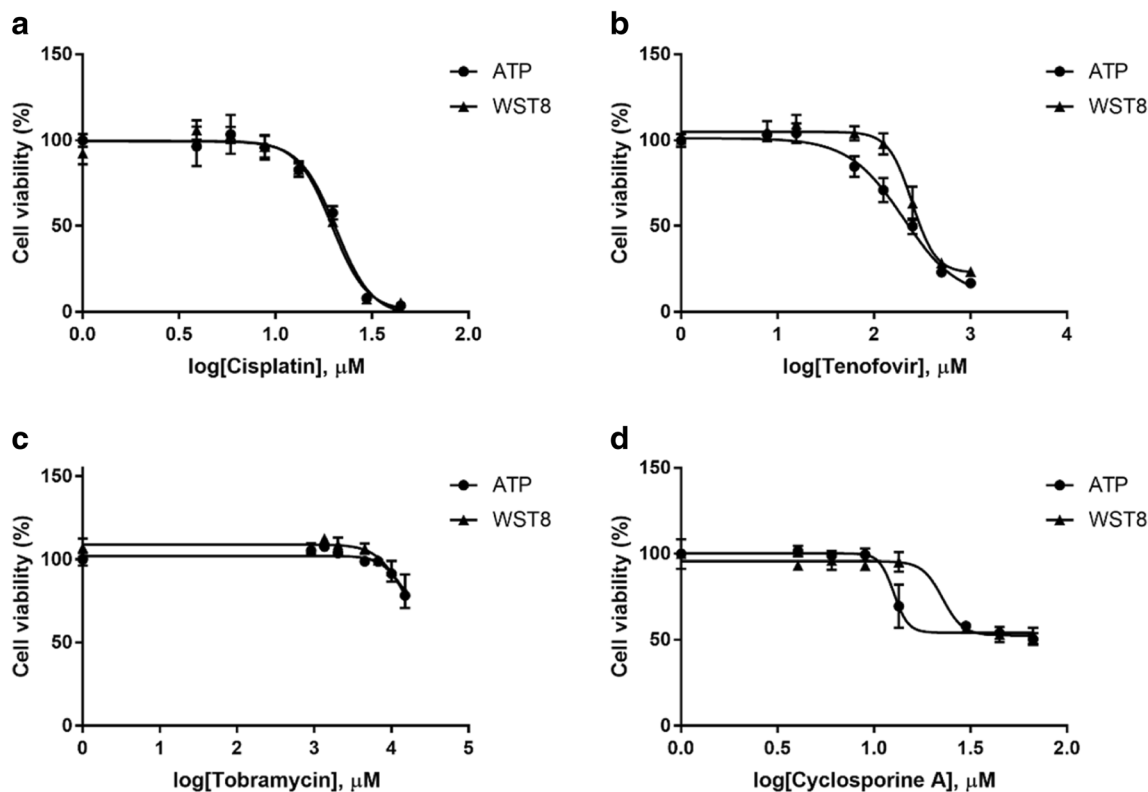 a
150
100
50
0
Cell viability (%)
0.0 0.5 1.0 1.5 2.0
log[Cisplatin], μM
ATP
WST8
b
150
100
50
0
Cell viability (%)
0 1 2 3 4
log[Tenofovir], μM
ATP
WST8
c
150
100
50
0
Cell viability (%)
0 1 2 3 4 5
log[Tobramycin], μM
ATP
WST8
d
150
100
50
0
Cell viability (%)
0.0 0.5 1.0 1.5 2.0
log[Cyclosporine A], μM
ATP
WST8